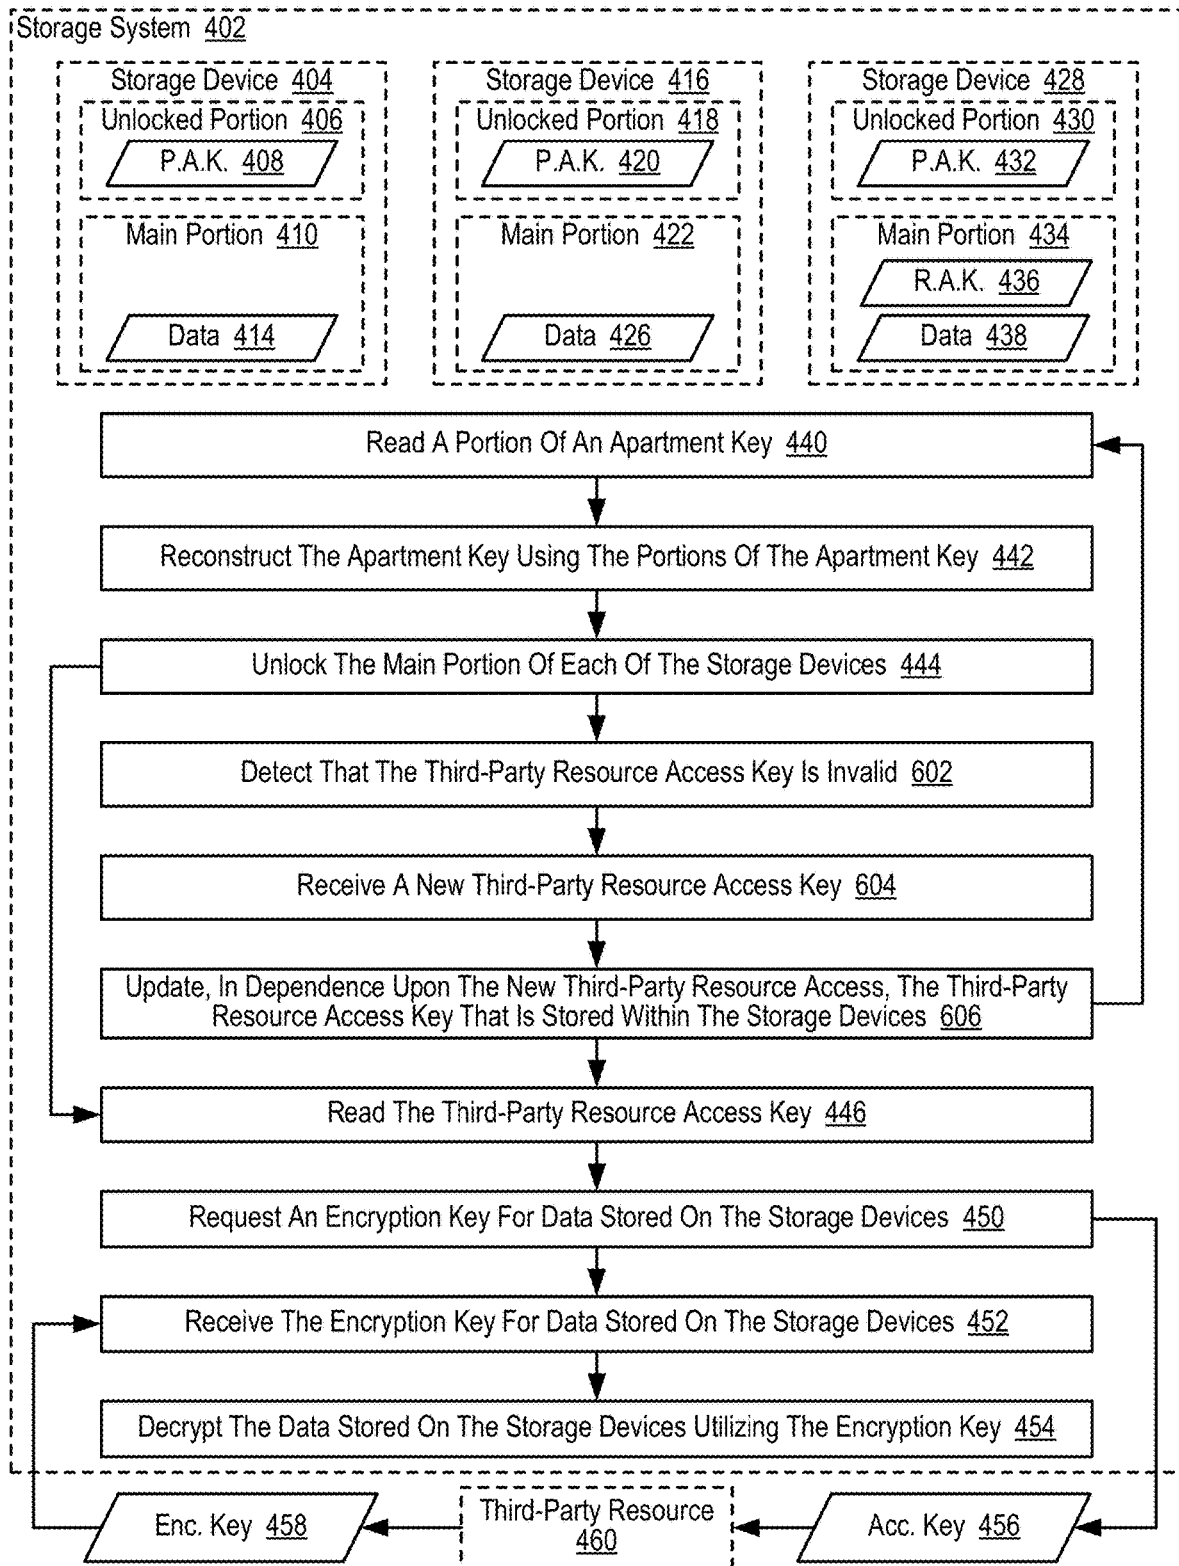 Storage System 402
Storage Device 404
Unlocked Portion 406
P.A.K. 408
Main Portion 410
Data 414
Storage Device 416
Unlocked Portion 418
P.A.K. 420
Main Portion 422
Data 426
Storage Device 428
Unlocked Portion 430
P.A.K. 432
Main Portion 434
R.A.K. 436
Data 438
Read A Portion Of An Apartment Key 440
Reconstruct The Apartment Key Using The Portions Of The Apartment Key 442
Unlock The Main Portion Of Each Of The Storage Devices 444
Detect That The Third-Party Resource Access Key Is Invalid 602
Receive A New Third-Party Resource Access Key 604
Update, In Dependence Upon The New Third-Party Resource Access, The Third-Party
Resource Access Key That Is Stored Within The Storage Devices 606
Read The Third-Party Resource Access Key 446
Request An Encryption Key For Data Stored On The Storage Devices 450
Receive The Encryption Key For Data Stored On The Storage Devices 452
Decrypt The Data Stored On The Storage Devices Utilizing The Encryption Key 454
Enc. Key 458
Third-Party Resource
460
Acc. Key 456